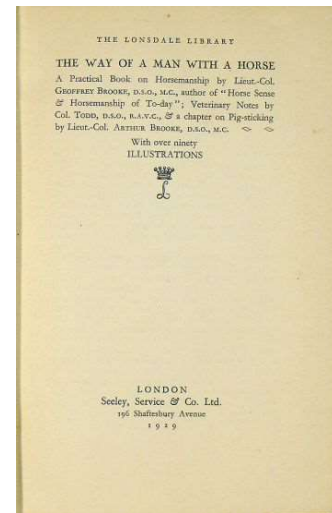 THE LONSDALE LIBRARY
THE WAY OF A MAN WITH A HORSE
A Practical Book on Horsemanship by Lieut.-Col.
GEOFFREY BROOKE, D.S.O., M.C., author of "Horse Sense
& Horsemanship of To-day"; Veterinary Notes by
Col. TODD, D.S.O., R.A.V.C., & a chapter on Pig-sticking
by Lieut.-Col. ARTHUR BROOKE, D.S.O., M.C.
With over ninety
ILLUSTRATIONS
L
LONDON
Seeley, Service & Co. Ltd.
196 Shaftesbury Avenue
1929